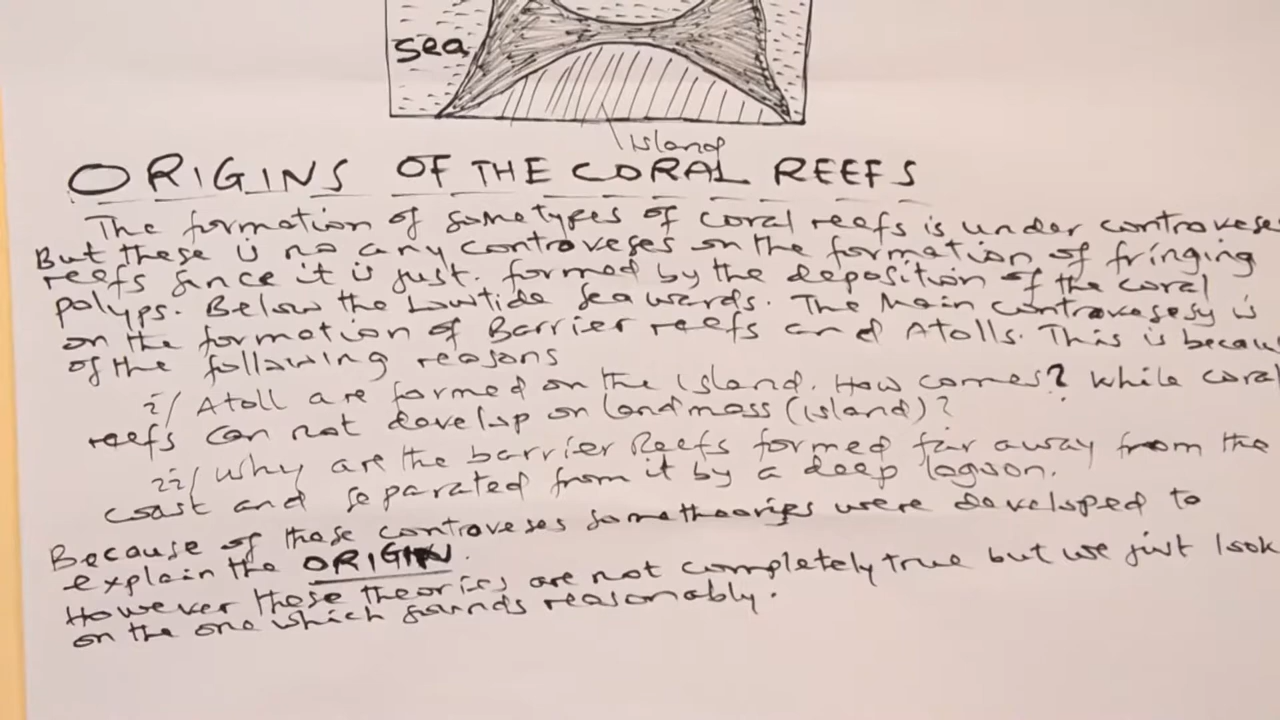 Sea
Island
ORIGINS OF THE CORAL REEFS
The formation of some types of coral reefs is under controvese
But these is no any controveses on the formation of fringing
reefs since it is just. formed by the deposition of the coral
polyps. Below the Lowtide seawards. The Main controvesesy is
on the formation of Barrier reefs and Atolls. This is becau
of the following reasons
i/ Atoll are formed on the island. How comes? While coral
reefs can not develop on landmass (island)?
ii/ Why are the barrier Reefs formed far away from the
coast and separated from it by a deep lagoon.
Because of these controveses some theories were developed to
explain the ORIGIN.
However these theories are not completely true but we just look
on the one which sounds reasonably.